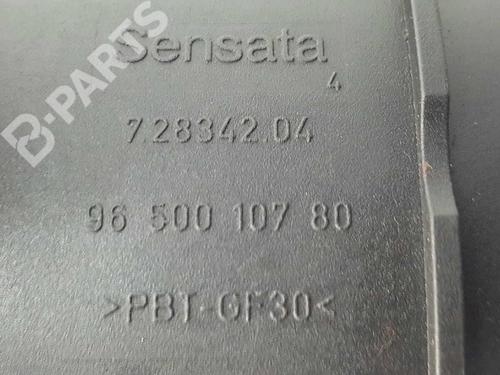 Sensata
4
7.28342.04
96 500 107 80
>PBT-GF30<
B-PARTS